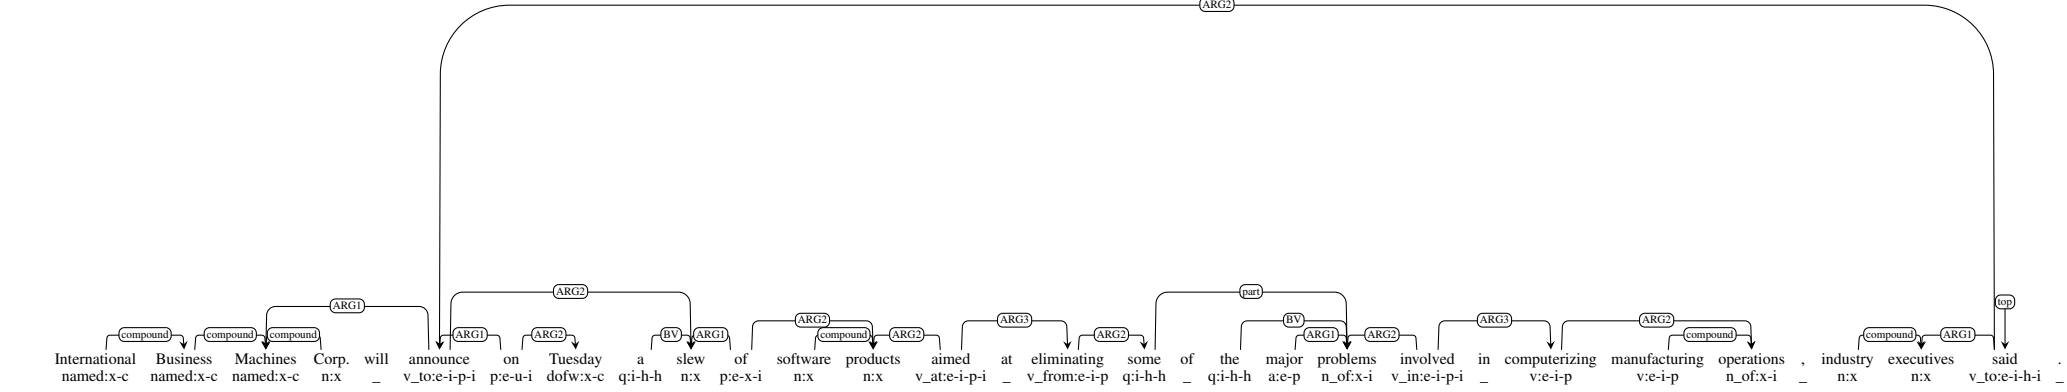 ARG2
ARG2 part
ARG1 top
ARG2 ARG3 BV ARG3 ARG2
compound compound compound ARG1 ARG2 BV ARG1 compound ARG2 ARG2 ARG1 ARG2 compound compound ARG1
International Business Machines Corp. will announce on Tuesday a slew of software products aimed at eliminating some of the major problems involved in computerizing manufacturing operations , industry executives said .
named:x-c named:x-c named:x-c n:x _ v_to:e-i-p-i p:e-u-i dofw:x-c q:i-h-h n:x p:e-x-i n:x n:x v_at:e-i-p-i _ v_from:e-i-p q:i-h-h _ q:i-h-h a:e-p n_of:x-i v_in:e-i-p-i _ v:e-i-p v:e-i-p n_of:x-i _ n:x n:x v_to:e-i-h-i _